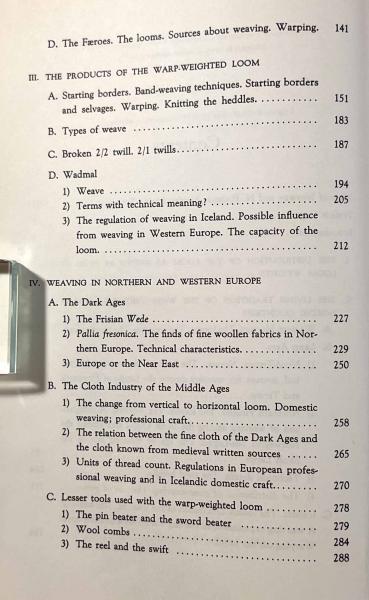 D. The Færoes. The looms. Sources about weaving. Warping. 141
III. THE PRODUCTS OF THE WARP-WEIGHTED LOOM
A. Starting borders. Band-weaving techniques. Starting borders
and selvages. Warping. Knitting the heddles. ............ 151
B. Types of weave .............................. 183
C. Broken 2/2 twill. 2/1 twills........................ 187
D. Wadmal
1) Weave .................................... 194
2) Terms with technical meaning? .................... 205
3) The regulation of weaving in Iceland. Possible influence
from weaving in Western Europe. The capacity of the
loom. ...................................... 212
IV. WEAVING IN NORTHERN AND WESTERN EUROPE
A. The Dark Ages
1) The Frisian Wede .............................. 227
2) Pallia fresonica. The finds of fine woollen fabrics in Nor-
thern Europe. Technical characteristics. ............. 229
3) Europe or the Near East ........................ 250
B. The Cloth Industry of the Middle Ages
1) The change from vertical to horizontal loom. Domestic
weaving; professional craft. ....................... 258
2) The relation between the fine cloth of the Dark Ages and
the cloth known from medieval written sources ...... 265
3) Units of thread count. Regulations in European profes-
sional weaving and in Icelandic domestic craft. ........ 270
C. Lesser tools used with the warp-weighted loom .......... 278
1) The pin beater and the sword beater ................ 279
2) Wool combs .................................. 284
3) The reel and the swift .......................... 288